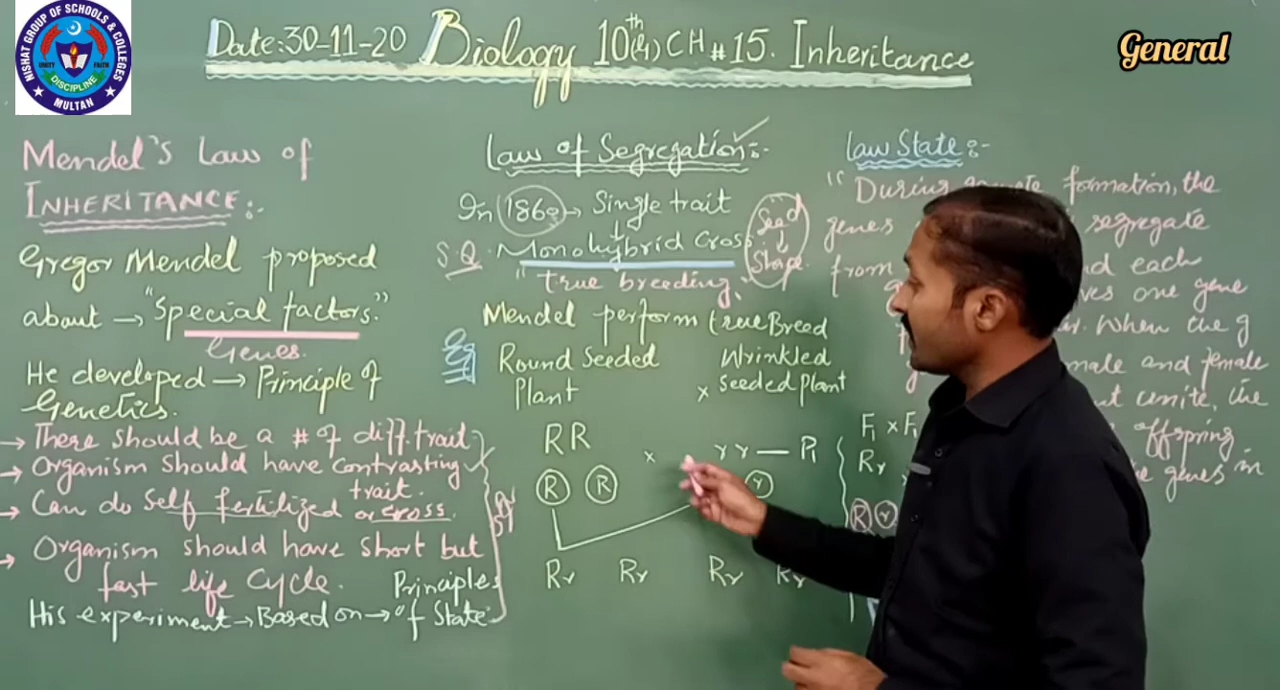 NISHAT GROUP OF SCHOOLS & COLLEGES
UNITY FAITH
DISCIPLINE
MULTAN
General
Date:30-11-20 Biology 10th CH #15. Inheritance
Mendel's Law of
INHERITANCE:-
Gregor Mendel proposed
about → "Special factors."
Genes.
He developed → Principle of
Genetics.
→ There should be a # of diff. trait
→ Organism should have contrasting
trait.
→ Can do self fertilized or cross.
→ Organism should have short but
fast life cycle.
Principles
His experiment → Based on → of State
Law of Segregation:-
In → Single trait
S.Q. Monohybrid Cross
"true breeding"
Seed
Shape
Mendel perform true Breed
Eg Round Seeded
Plant
Wrinkled
× Seeded Plant
RR × rr — P1
R R r
Rr Rr Rr Rr
Law State:-
"During formation, the
genes segregate
from each
one gene
When the g
male and female
unite, the
offspring
genes in
F1 × F1
Rr
R r